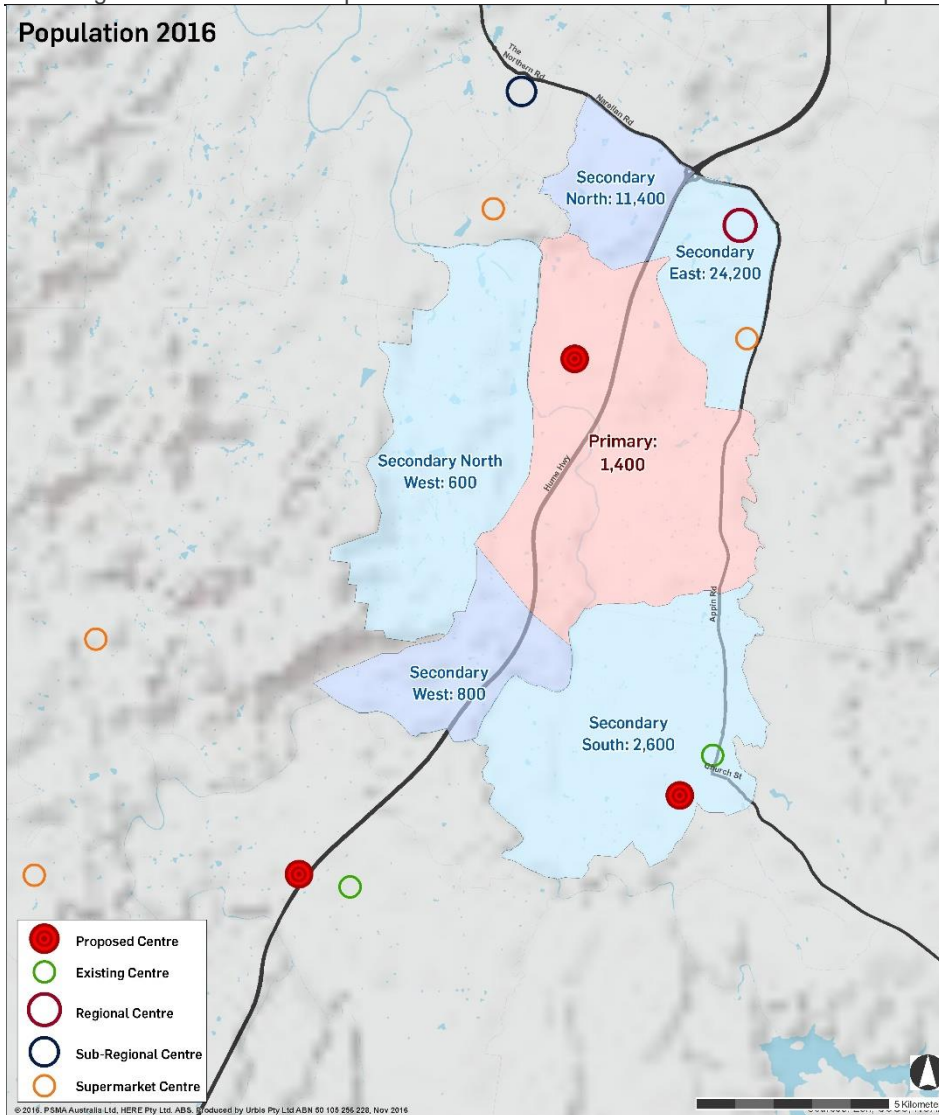 Population 2016
The
Northern Rd
Narellan Rd
Secondary
North: 11,400
Secondary
East: 24,200
Primary:
1,400
Hume Hwy
Secondary North
West: 600
Appin Rd
Secondary
West: 800
Secondary
South: 2,600
Church St
Proposed Centre
Existing Centre
Regional Centre
Sub-Regional Centre
Supermarket Centre
© 2016. PSMA Australia Ltd, HERE Pty Ltd. ABS. Produced by Urbis Pty Ltd ABN 50 105 256 228, Nov 2016
5 Kilomete